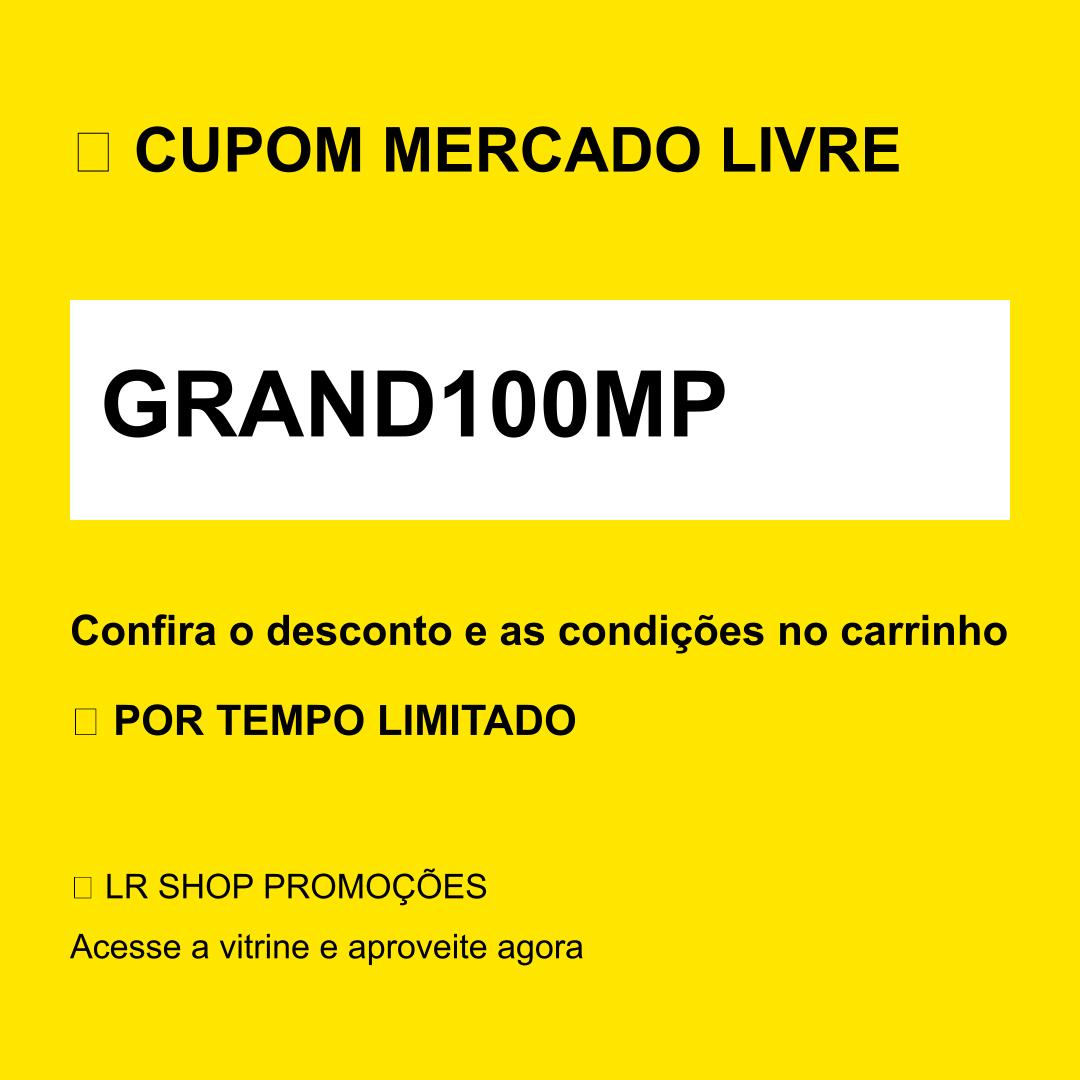 CUPOM MERCADO LIVRE
GRAND100MP
Confira o desconto e as condições no carrinho
POR TEMPO LIMITADO
LR SHOP PROMOÇÕES
Acesse a vitrine e aproveite agora